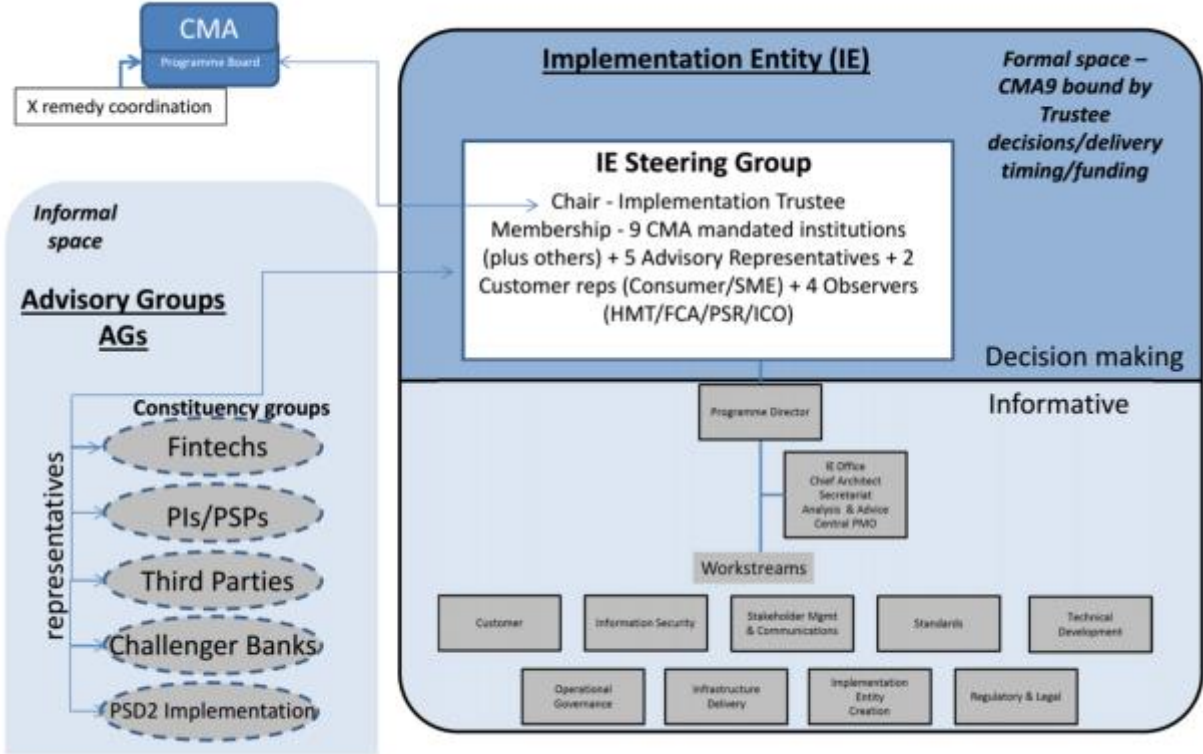 CMA
Programme Board
X remedy coordination
Informal
space
Advisory Groups
AGs
Constituency groups
representatives
Fintechs
PIs/PSPs
Third Parties
Challenger Banks
PSD2 Implementation
Implementation Entity (IE)
Formal space –
CMA9 bound by
Trustee
decisions/delivery
timing/funding
IE Steering Group
Chair - Implementation Trustee
Membership - 9 CMA mandated institutions
(plus others) + 5 Advisory Representatives + 2
Customer reps (Consumer/SME) + 4 Observers
(HMT/FCA/PSR/ICO)
Decision making
Informative
Programme Director
IE Office
Chief Architect
Secretariat
Analysis & Advice
Central PMO
Workstreams
Customer
Information Security
Stakeholder Mgmt
& Communications
Standards
Technical
Development
Operational
Governance
Infrastructure
Delivery
Implementation
Entity
Creation
Regulatory & Legal